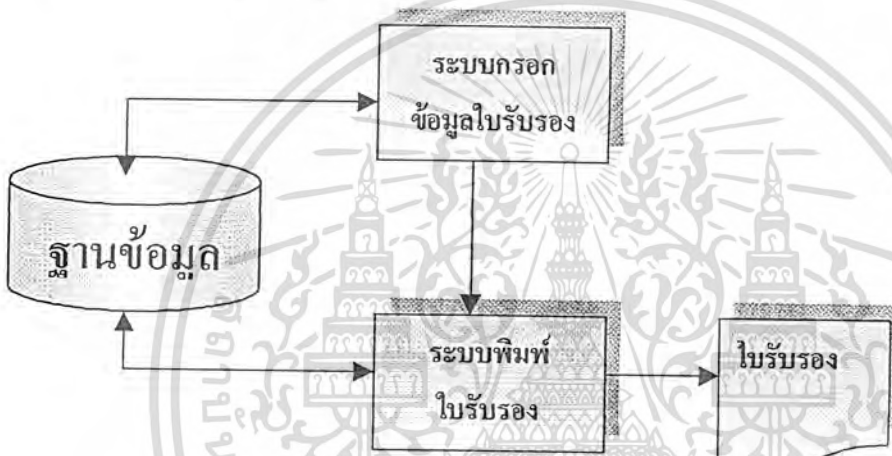 ระบบกรอก
ข้อมูลใบรับรอง
ฐานข้อมูล
ระบบพิมพ์
ใบรับรอง
ใบรับรอง